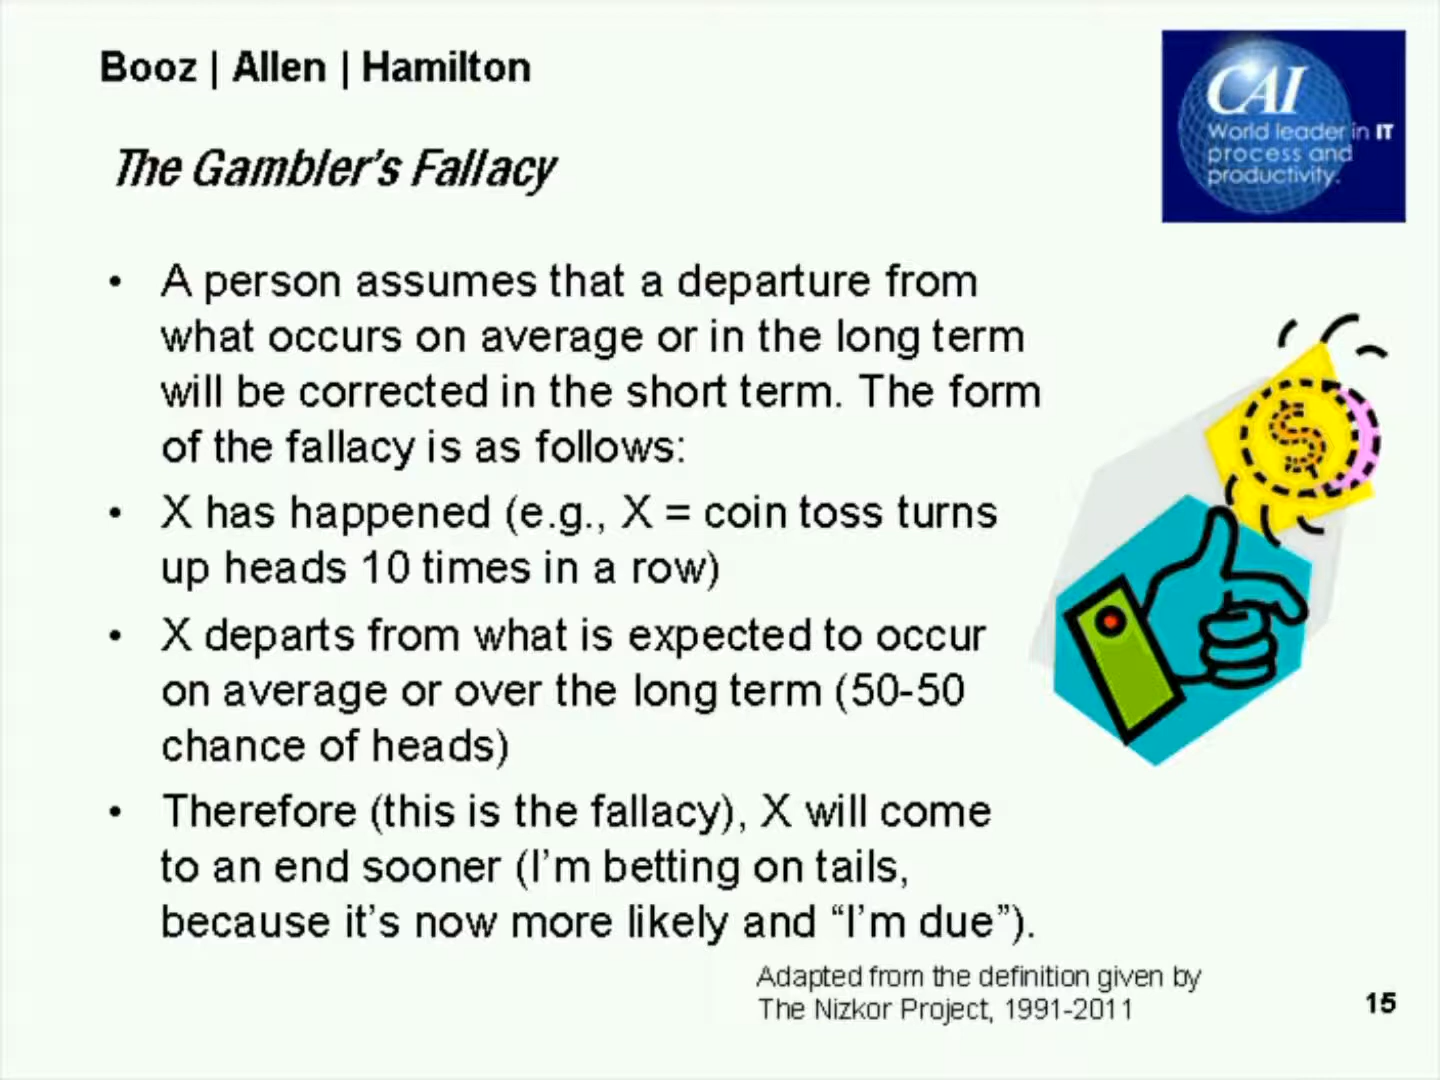 Booz | Allen | Hamilton
CAI
World leader in IT
process and
productivity.
The Gambler's Fallacy
• A person assumes that a departure from
what occurs on average or in the long term
will be corrected in the short term. The form
of the fallacy is as follows:
• X has happened (e.g., X = coin toss turns
up heads 10 times in a row)
• X departs from what is expected to occur
on average or over the long term (50-50
chance of heads)
• Therefore (this is the fallacy), X will come
to an end sooner (I'm betting on tails,
because it's now more likely and “I'm due”).
$
Adapted from the definition given by
The Nizkor Project, 1991-2011
15